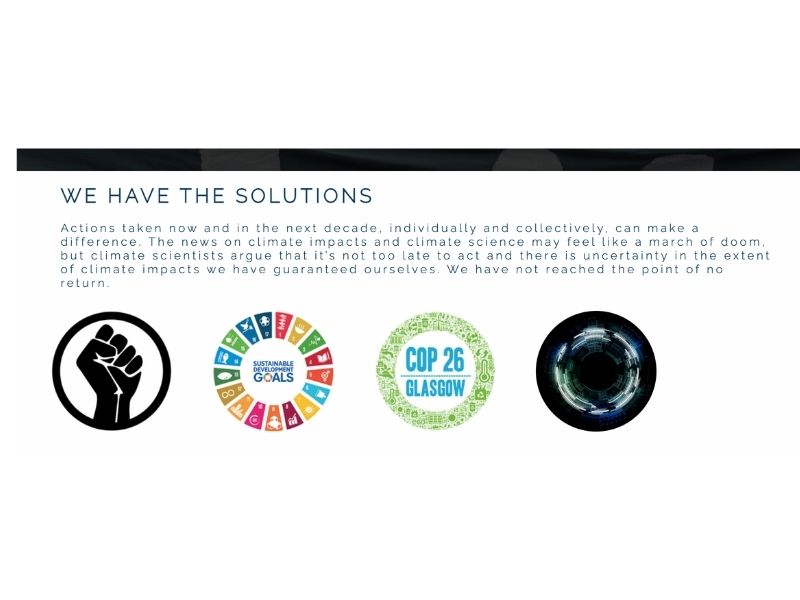 WE HAVE THE SOLUTIONS
Actions taken now and in the next decade, individually and collectively, can make a
difference. The news on climate impacts and climate science may feel like a march of doom,
but climate scientists argue that it's not too late to act and there is uncertainty in the extent
of climate impacts we have guaranteed ourselves. We have not reached the point of no
return.
SUSTAINABLE
DEVELOPMENT
GOALS
COP 26
GLASGOW